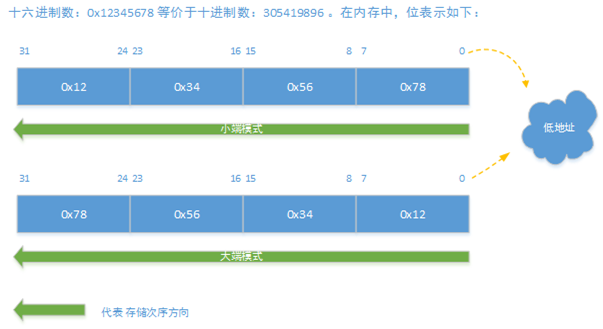 十六进制数：0x12345678 等价于十进制数：305419896 。在内存中，位表示如下：
31 24 23 16 15 8 7 0
0x12 0x34 0x56 0x78
低地址
小端模式
31 24 23 16 15 8 7 0
0x78 0x56 0x34 0x12
大端模式
代表 存储次序方向